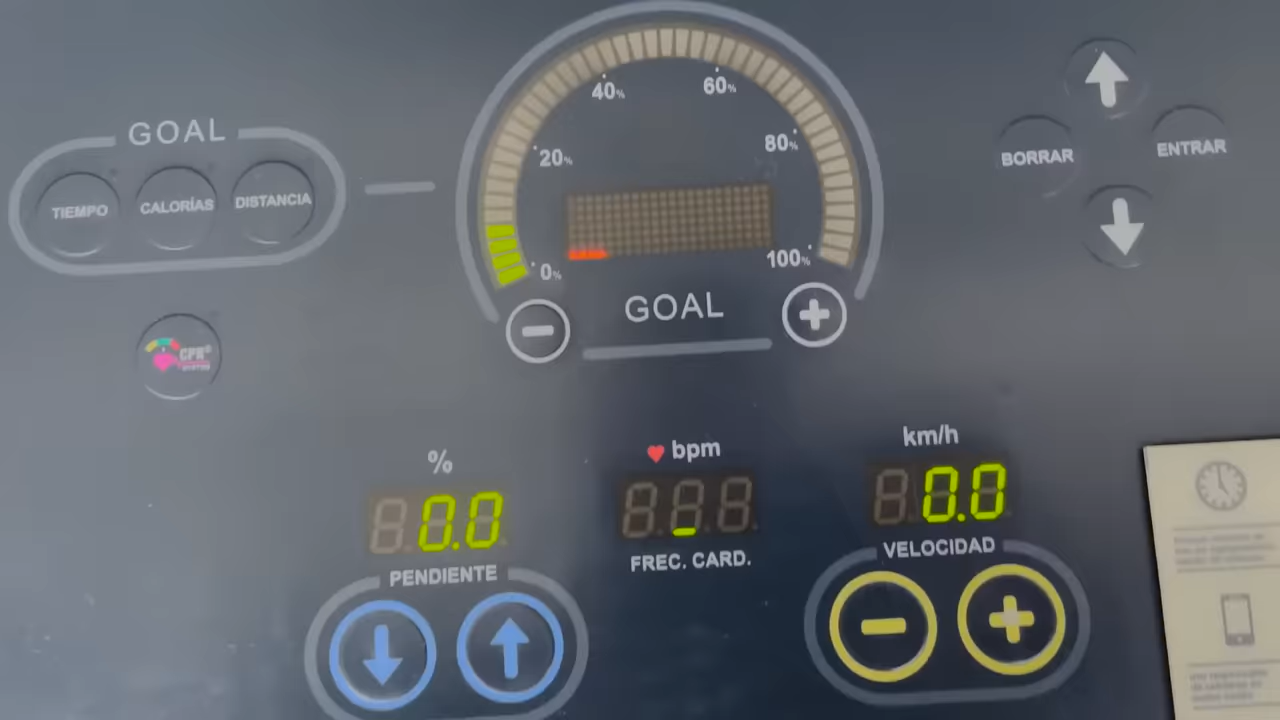 GOAL
TIEMPO
CALORÍAS
DISTANCIA
CPR®
0%
20%
40%
60%
80%
100%
GOAL
BORRAR
ENTRAR
%
0.0
PENDIENTE
bpm
FREC. CARD.
km/h
0.0
VELOCIDAD